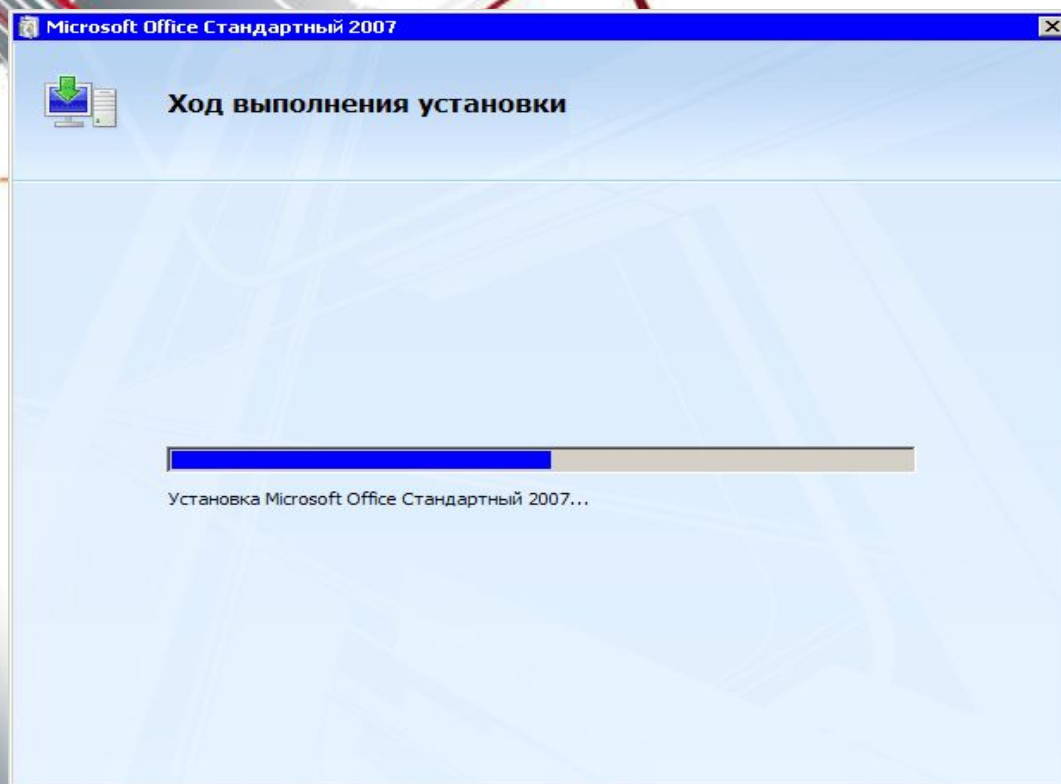 Microsoft Office Стандартный 2007
Ход выполнения установки
Установка Microsoft Office Стандартный 2007...